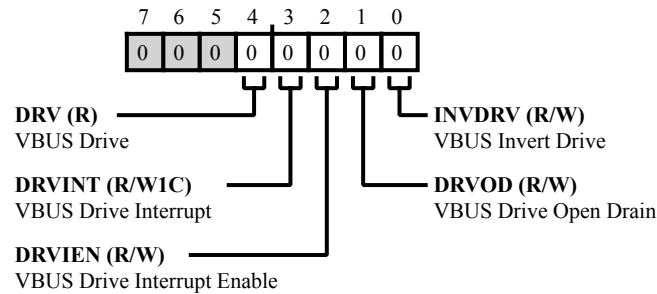 7 6 5 4 3 2 1 0
0 0 0 0 0 0 0 0
DRV (R)
VBUS Drive
DRVINT (R/W1C)
VBUS Drive Interrupt
DRVIEN (R/W)
VBUS Drive Interrupt Enable
INVDRV (R/W)
VBUS Invert Drive
DRVOD (R/W)
VBUS Drive Open Drain